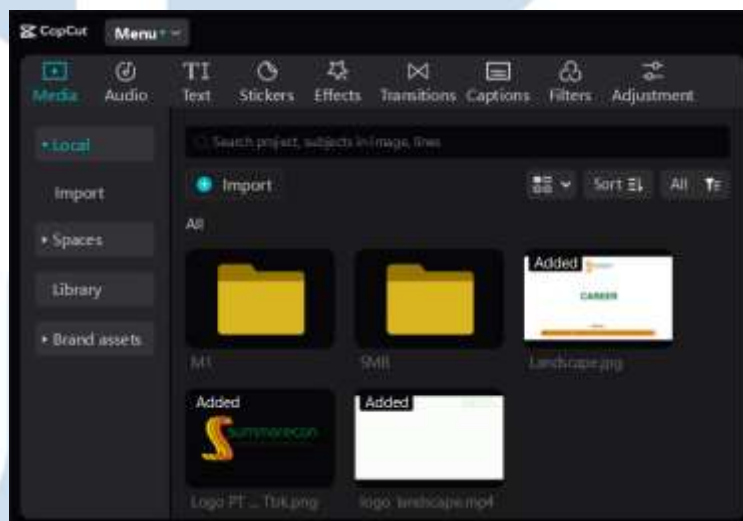 CapCut Menu
Media Audio Text Stickers Effects Transitions Captions Filters Adjustment
Local
Search project, subjects in image, lines
Import
Import
Sort
All
Spaces
All
Library
Added
CAREER
Brand assets
M1
SMB
Landscape.jpg
Added
summarecon
Added
Logo PT ... Tbk.png
logo landscape.mp4